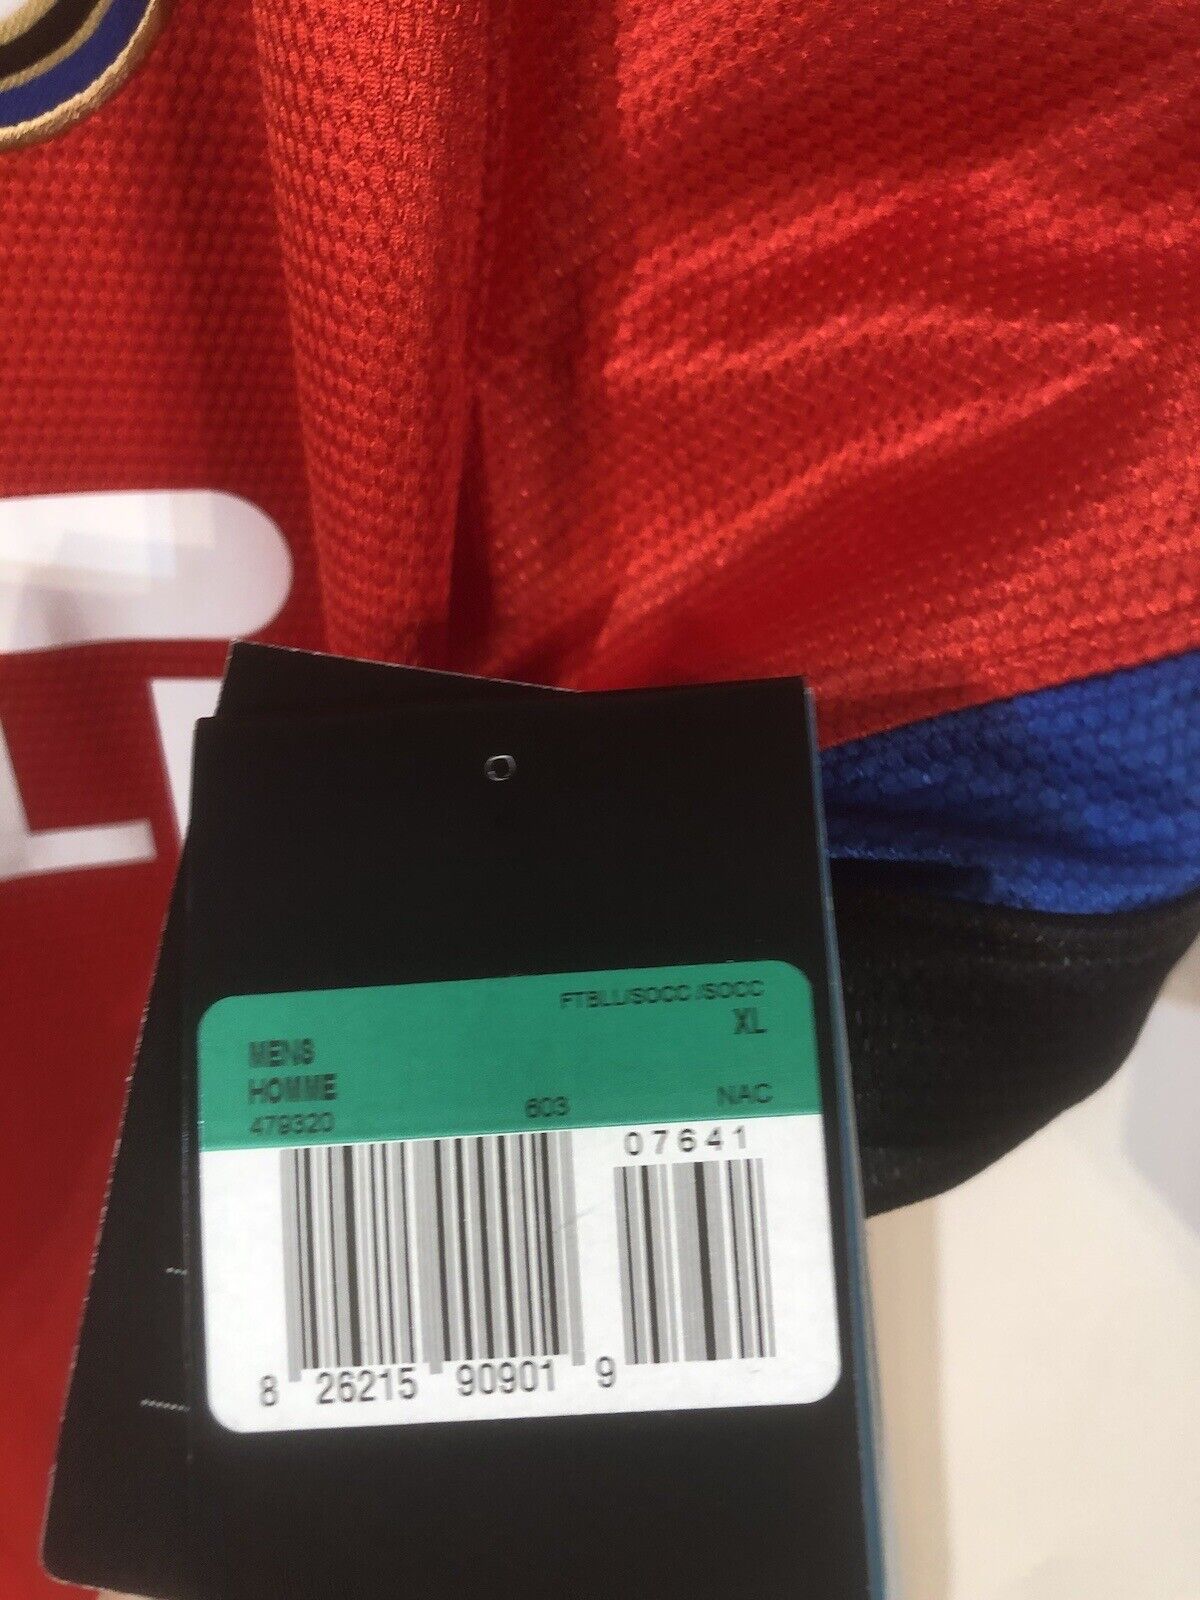 FTBLL/SOCC /SOCC
XL
MENS
HOMME
479320 603 NAC
07641
8 26215 90901 9